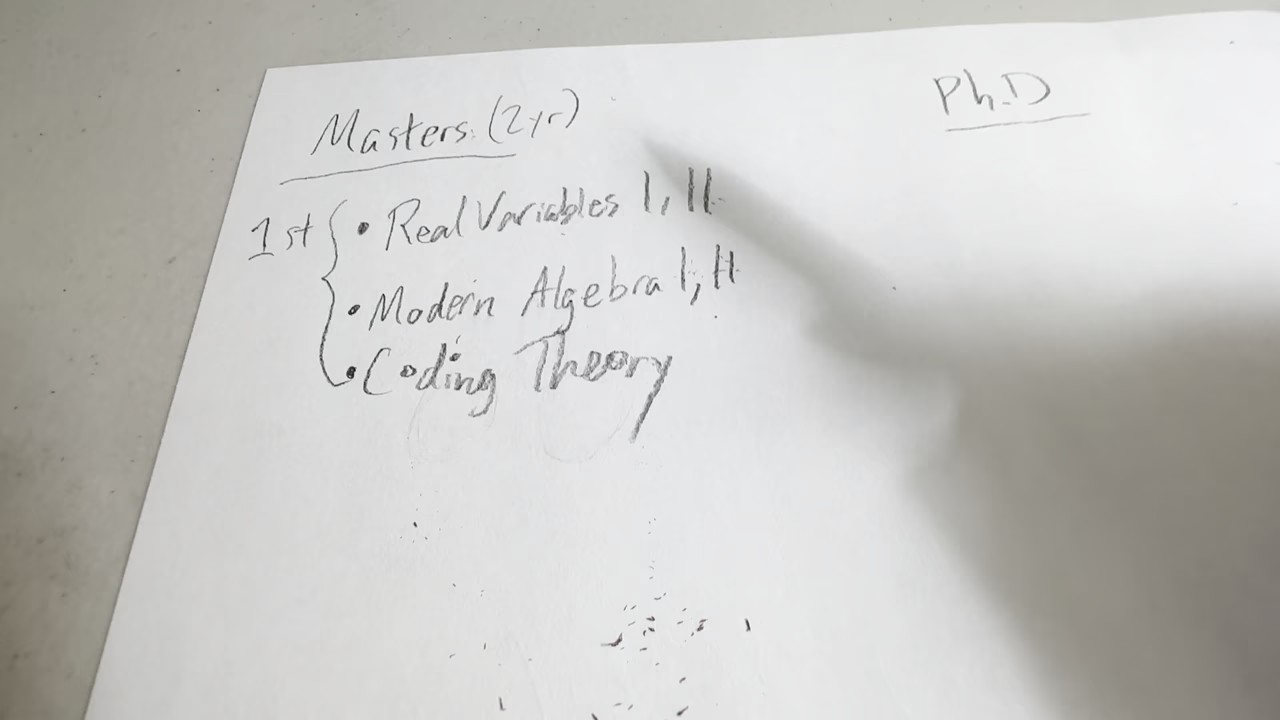 Masters: (2yr)
Ph.D
1st { • Real Variables I, II
• Modern Algebra I, II
• Coding Theory